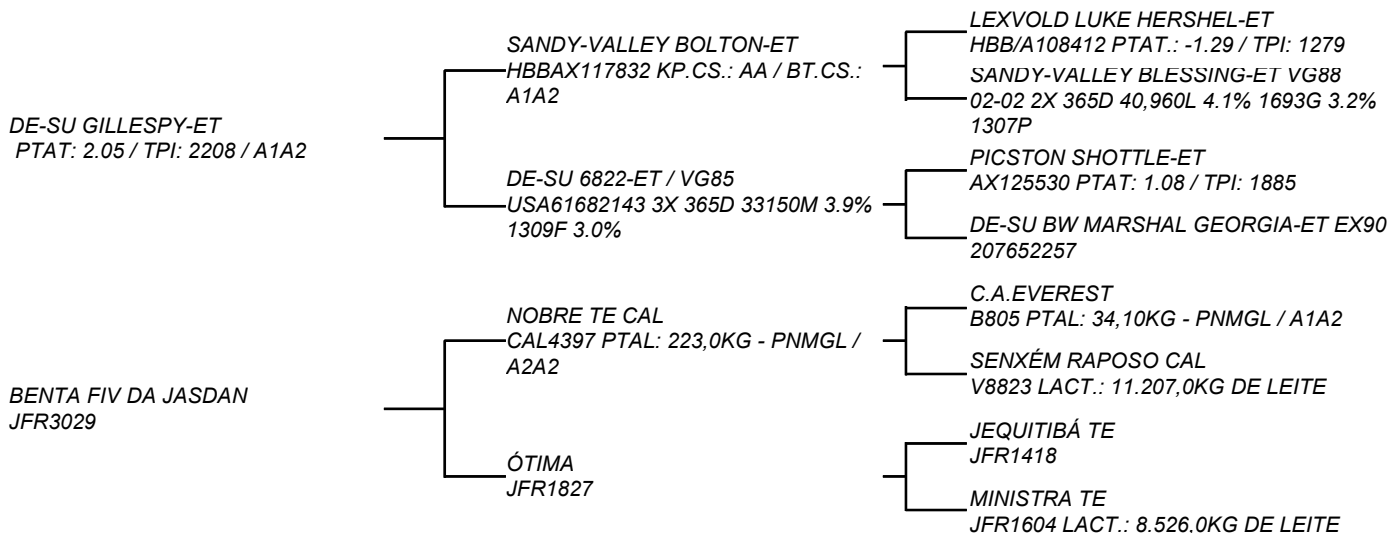 DE-SU GILLESPY-ET
PTAT: 2.05 / TPI: 2208 / A1A2
BENTA FIV DA JASDAN
JFR3029
SANDY-VALLEY BOLTON-ET
HBBAX117832 KP.CS.: AA / BT.CS.:
A1A2
DE-SU 6822-ET / VG85
USA61682143 3X 365D 33150M 3.9%
1309F 3.0%
NOBRE TE CAL
CAL4397 PTAL: 223,0KG - PNMGL /
A2A2
ÓTIMA
JFR1827
LEXVOLD LUKE HERSHEL-ET
HBB/A108412 PTAT.: -1.29 / TPI: 1279
SANDY-VALLEY BLESSING-ET VG88
02-02 2X 365D 40,960L 4.1% 1693G 3.2%
1307P
PICSTON SHOTTLE-ET
AX125530 PTAT: 1.08 / TPI: 1885
DE-SU BW MARSHAL GEORGIA-ET EX90
207652257
C.A.EVEREST
B805 PTAL: 34,10KG - PNMGL / A1A2
SENXÉM RAPOSO CAL
V8823 LACT.: 11.207,0KG DE LEITE
JEQUITIBÁ TE
JFR1418
MINISTRA TE
JFR1604 LACT.: 8.526,0KG DE LEITE